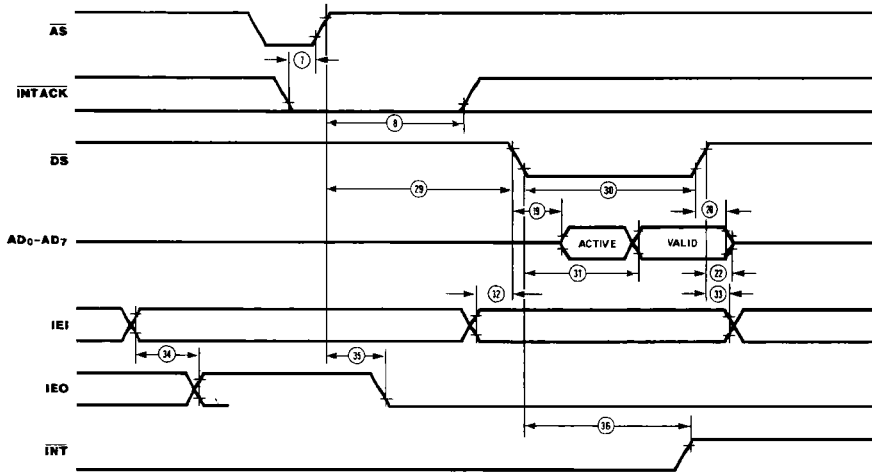 AS
7
INTACK
8
DS
29
30
19
20
AD0-AD7
ACTIVE
VALID
31
22
32
33
IEI
34
35
IEO
36
INT